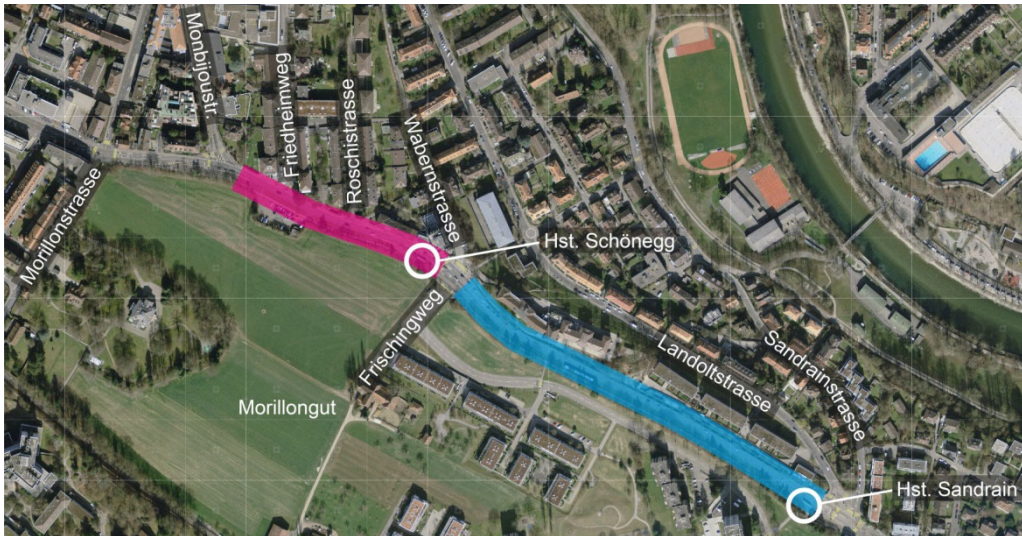 Monbijoustr.
Friedheimweg
Roschistrasse
Wabernstrasse
Morillonstrasse
Hst. Schönegg
Frischingweg
Landoltstrasse
Sandrainstrasse
Morillongut
Hst. Sandrain